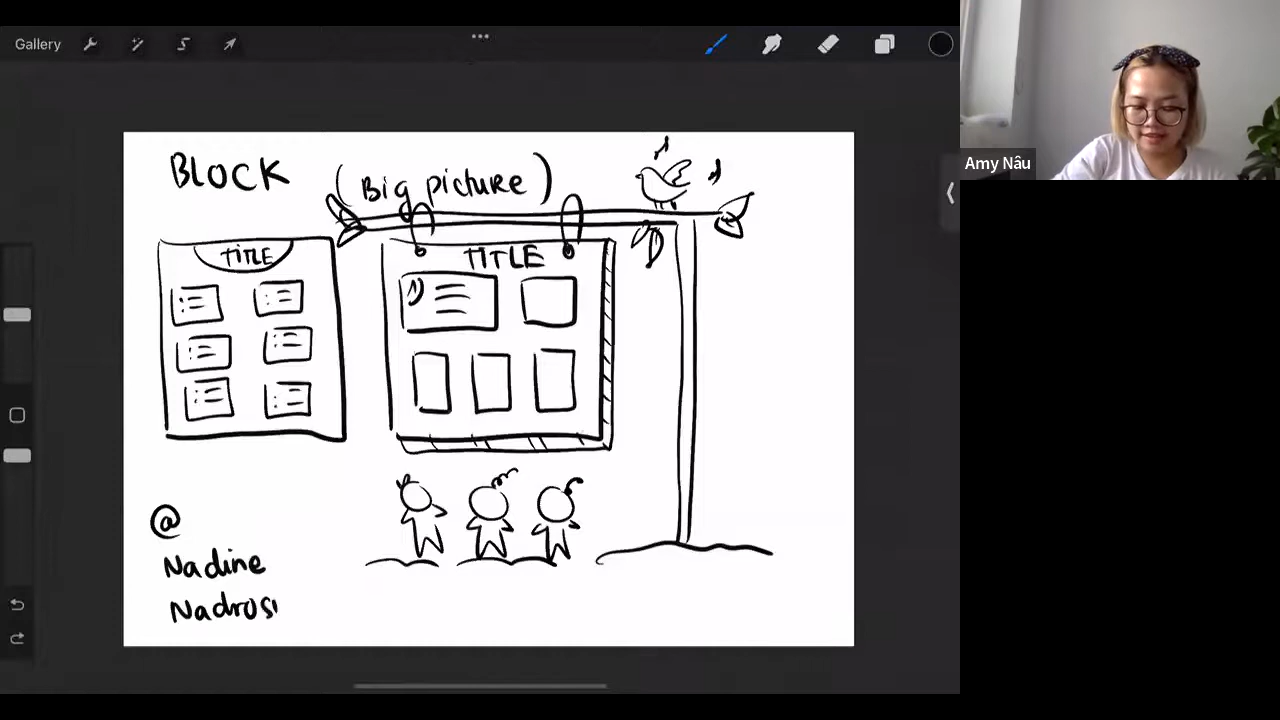 Gallery
Amy Nâu
BLOCK
(Big picture)
TITLE
TITLE
@
Nadine
Nadrosi